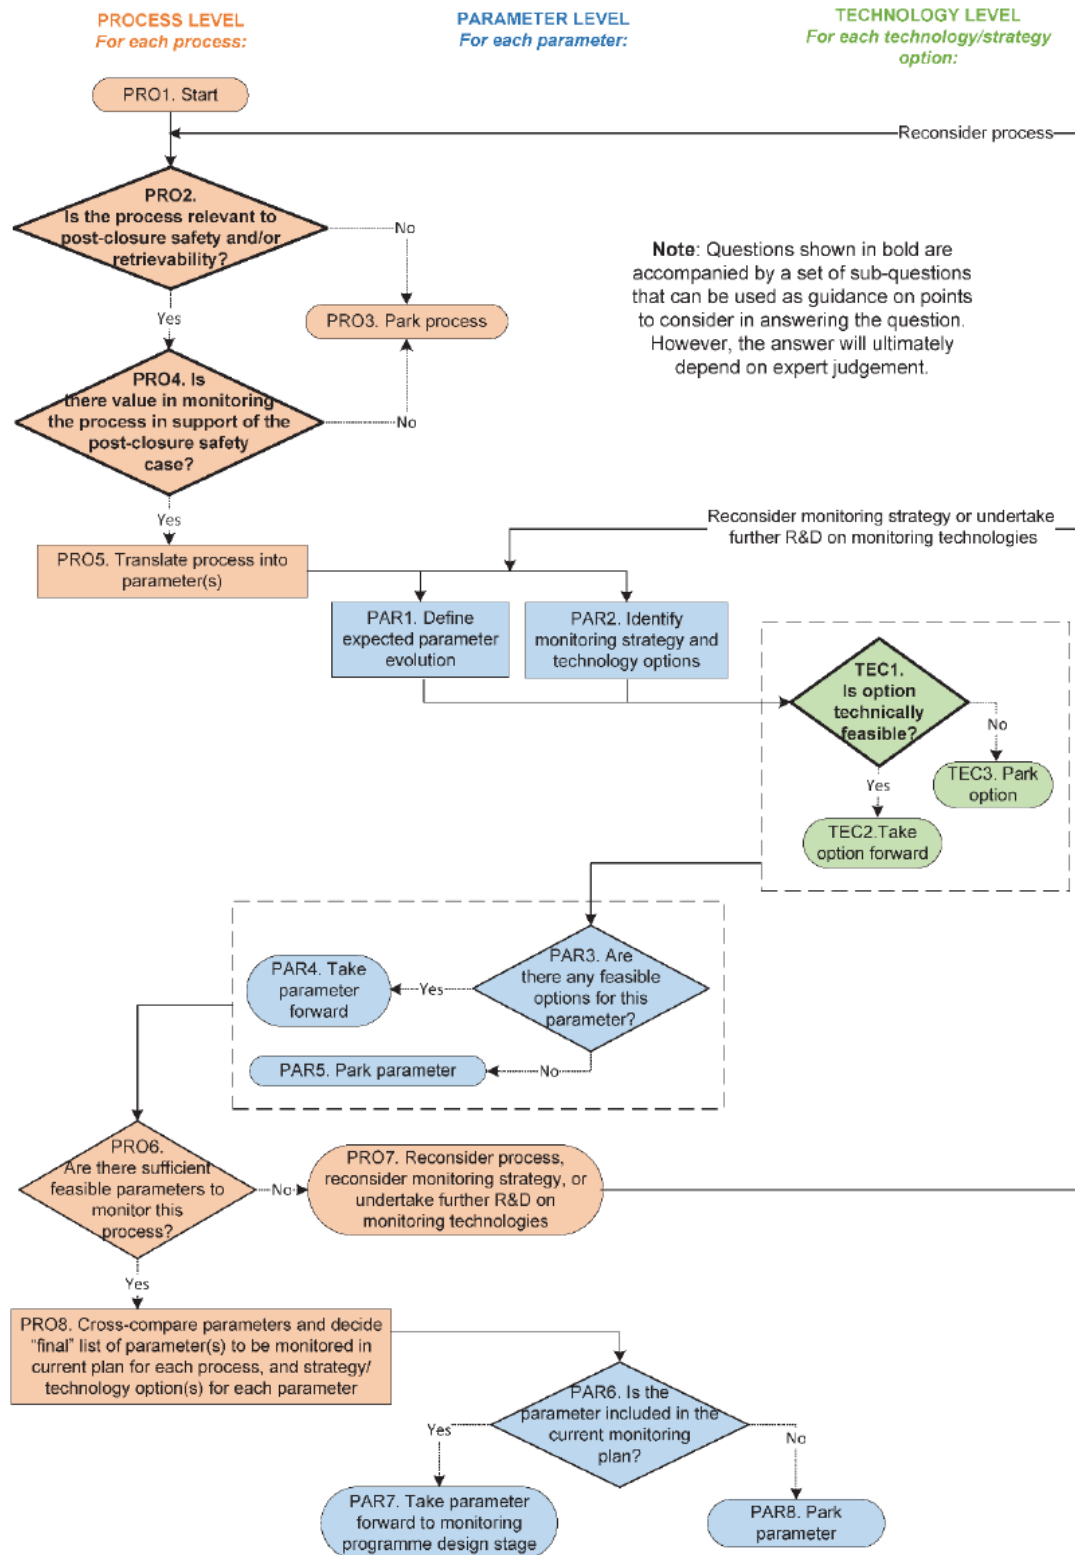 PROCESS LEVEL
For each process:
PARAMETER LEVEL
For each parameter:
TECHNOLOGY LEVEL
For each technology/strategy
option:
PRO1. Start
Reconsider process
PRO2.
Is the process relevant to
post-closure safety and/or
retrievability?
No
Yes
PRO3. Park process
Note: Questions shown in bold are
accompanied by a set of sub-questions
that can be used as guidance on points
to consider in answering the question.
However, the answer will ultimately
depend on expert judgement.
PRO4. Is
there value in monitoring
the process in support of the
post-closure safety
case?
No
Yes
Reconsider monitoring strategy or undertake
further R&D on monitoring technologies
PRO5. Translate process into
parameter(s)
PAR1. Define
expected parameter
evolution
PAR2. Identify
monitoring strategy and
technology options
TEC1.
Is option
technically
feasible?
No
Yes
TEC3. Park
option
TEC2.Take
option forward
PAR3. Are
there any feasible
options for this
parameter?
Yes
PAR4. Take
parameter
forward
No
PAR5. Park parameter
PRO6.
Are there sufficient
feasible parameters to
monitor this
process?
No
PRO7. Reconsider process,
reconsider monitoring strategy, or
undertake further R&D on
monitoring technologies
Yes
PRO8. Cross-compare parameters and decide
"final" list of parameter(s) to be monitored in
current plan for each process, and strategy/
technology option(s) for each parameter
PAR6. Is the
parameter included in the
current monitoring
plan?
Yes
No
PAR7. Take parameter
forward to monitoring
programme design stage
PAR8. Park
parameter